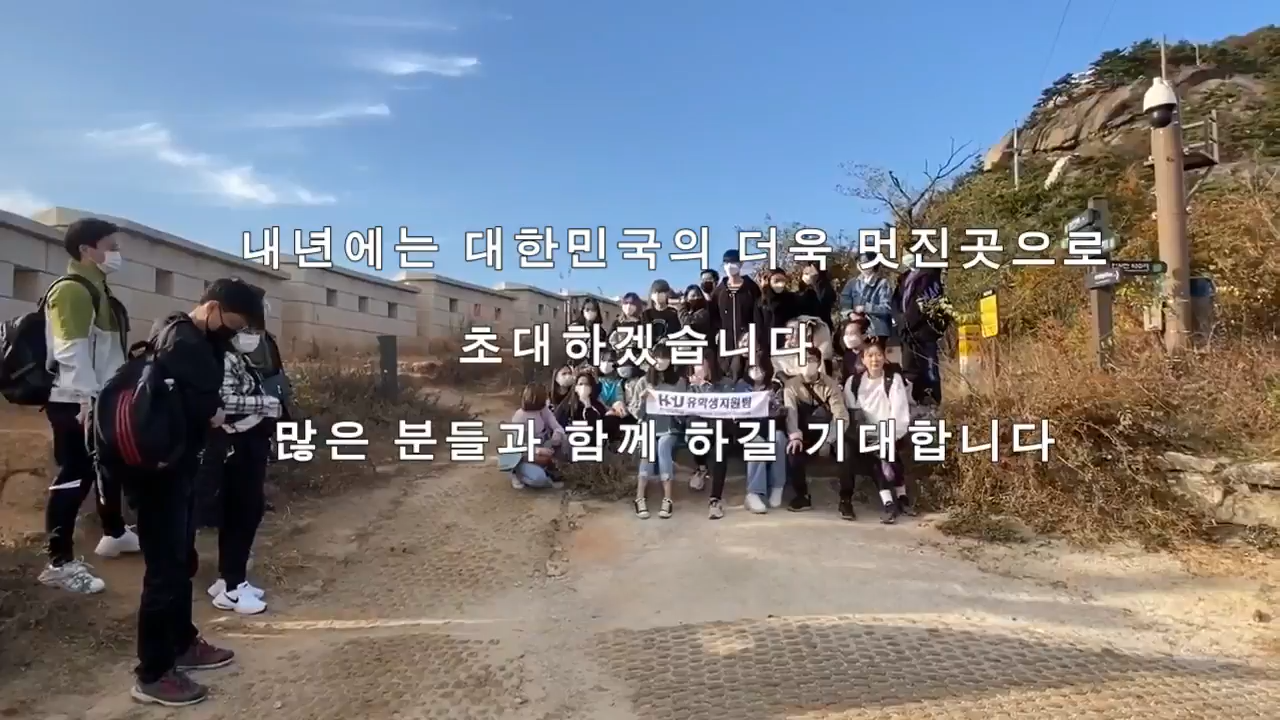 내년에는 대한민국의 더욱 멋진곳으로
초대하겠습니다
많은 분들과 함께 하길 기대합니다
유학생지원팀